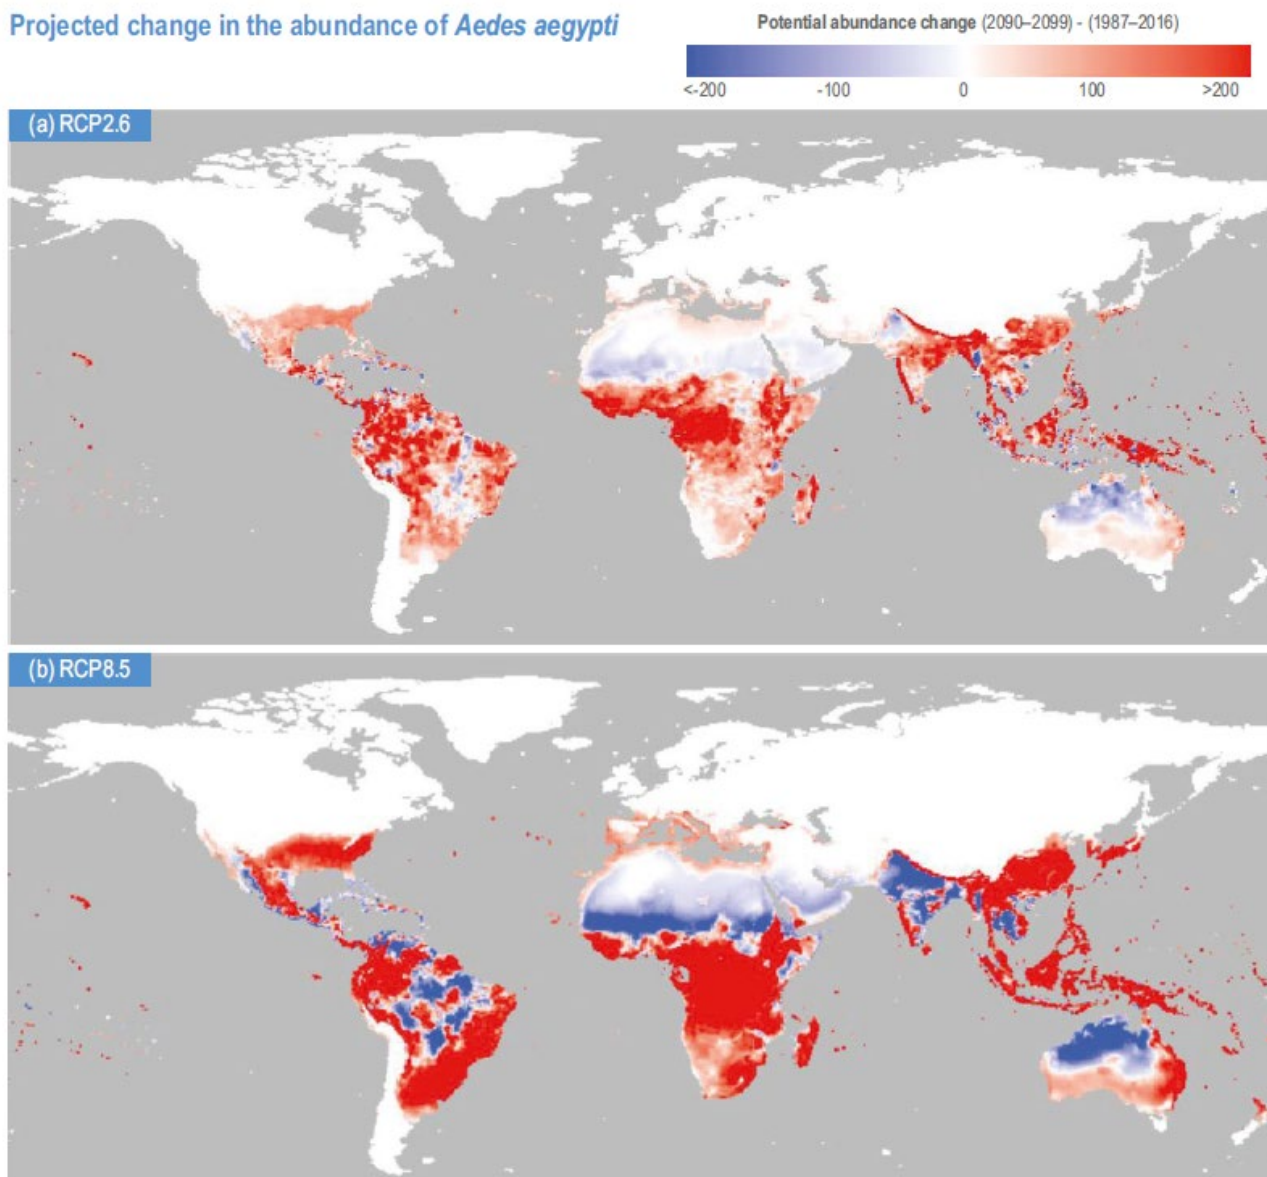 Projected change in the abundance of Aedes aegypti
Potential abundance change (2090–2099) - (1987–2016)
<-200 -100 0 100 >200
(a) RCP2.6
(b) RCP8.5